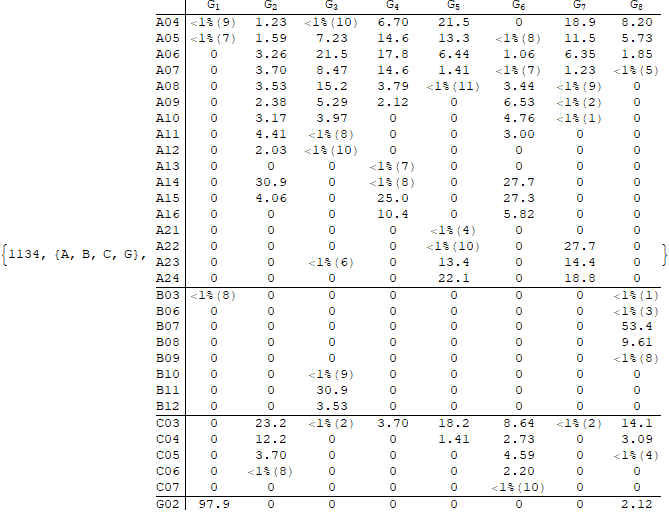 G1 G2 G3 G4 G5 G6 G7 G8
A04 <1%(9) 1.23 <1%(10) 6.70 21.5 0 18.9 8.20
A05 <1%(7) 1.59 7.23 14.6 13.3 <1%(8) 11.5 5.73
A06 0 3.26 21.5 17.8 6.44 1.06 6.35 1.85
A07 0 3.70 8.47 14.6 1.41 <1%(7) 1.23 <1%(5)
A08 0 3.53 15.2 3.79 <1%(11) 3.44 <1%(9) 0
A09 0 2.38 5.29 2.12 0 6.53 <1%(2) 0
A10 0 3.17 3.97 0 0 4.76 <1%(1) 0
A11 0 4.41 <1%(8) 0 0 3.00 0 0
A12 0 2.03 <1%(10) 0 0 0 0 0
A13 0 0 0 <1%(7) 0 0 0 0
A14 0 30.9 0 <1%(8) 0 27.7 0 0
A15 0 4.06 0 25.0 0 27.3 0 0
A16 0 0 0 10.4 0 5.82 0 0
A21 0 0 0 0 <1%(4) 0 0 0
A22 0 0 0 0 <1%(10) 0 27.7 0
{1134, {A, B, C, G}, A23 0 0 <1%(6) 0 13.4 0 14.4 0 }
A24 0 0 0 0 22.1 0 18.8 0
B03 <1%(8) 0 0 0 0 0 0 <1%(1)
B06 0 0 0 0 0 0 0 <1%(3)
B07 0 0 0 0 0 0 0 53.4
B08 0 0 0 0 0 0 0 9.61
B09 0 0 0 0 0 0 0 <1%(8)
B10 0 0 <1%(9) 0 0 0 0 0
B11 0 0 30.9 0 0 0 0 0
B12 0 0 3.53 0 0 0 0 0
C03 0 23.2 <1%(2) 3.70 18.2 8.64 <1%(2) 14.1
C04 0 12.2 0 0 1.41 2.73 0 3.09
C05 0 3.70 0 0 0 4.59 0 <1%(4)
C06 0 <1%(8) 0 0 0 2.20 0 0
C07 0 0 0 0 0 <1%(10) 0 0
G02 97.9 0 0 0 0 0 0 2.12